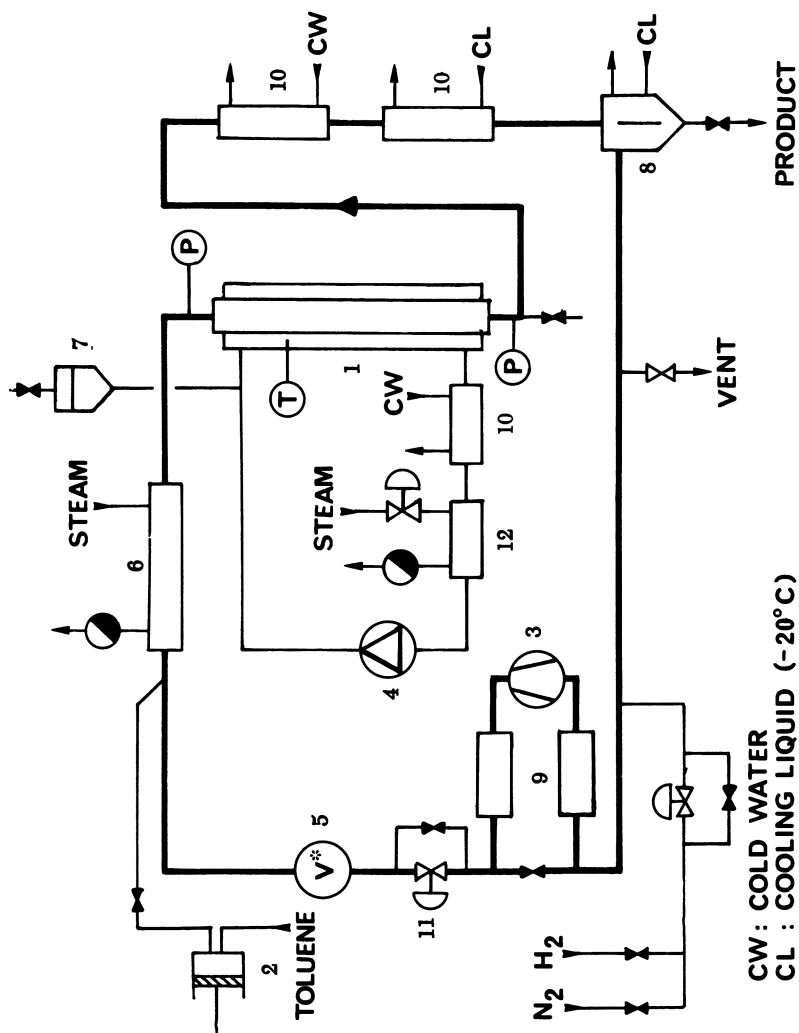 TOLUENE
2
N₂
H₂
11
V*
5
9
3
4
STEAM
6
STEAM
12
CW
10
T
1
7
P
P
10
CW
10
CL
8
CL
VENT
PRODUCT
CW: COLD WATER
CL : COOLING LIQUID (-20°C)